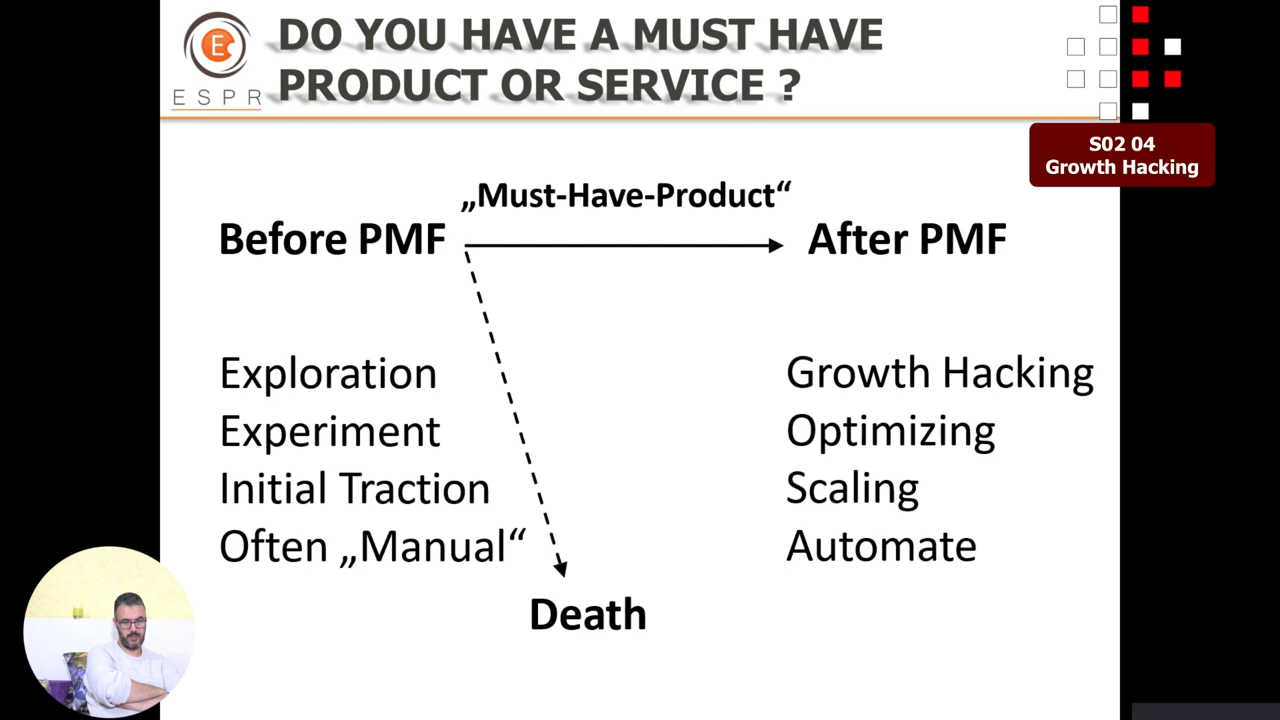 DO YOU HAVE A MUST HAVE
PRODUCT OR SERVICE ?
E
ESPR
S02 04
Growth Hacking
„Must-Have-Product“
Before PMF
After PMF
Exploration
Experiment
Initial Traction
Often „Manual“
Growth Hacking
Optimizing
Scaling
Automate
Death